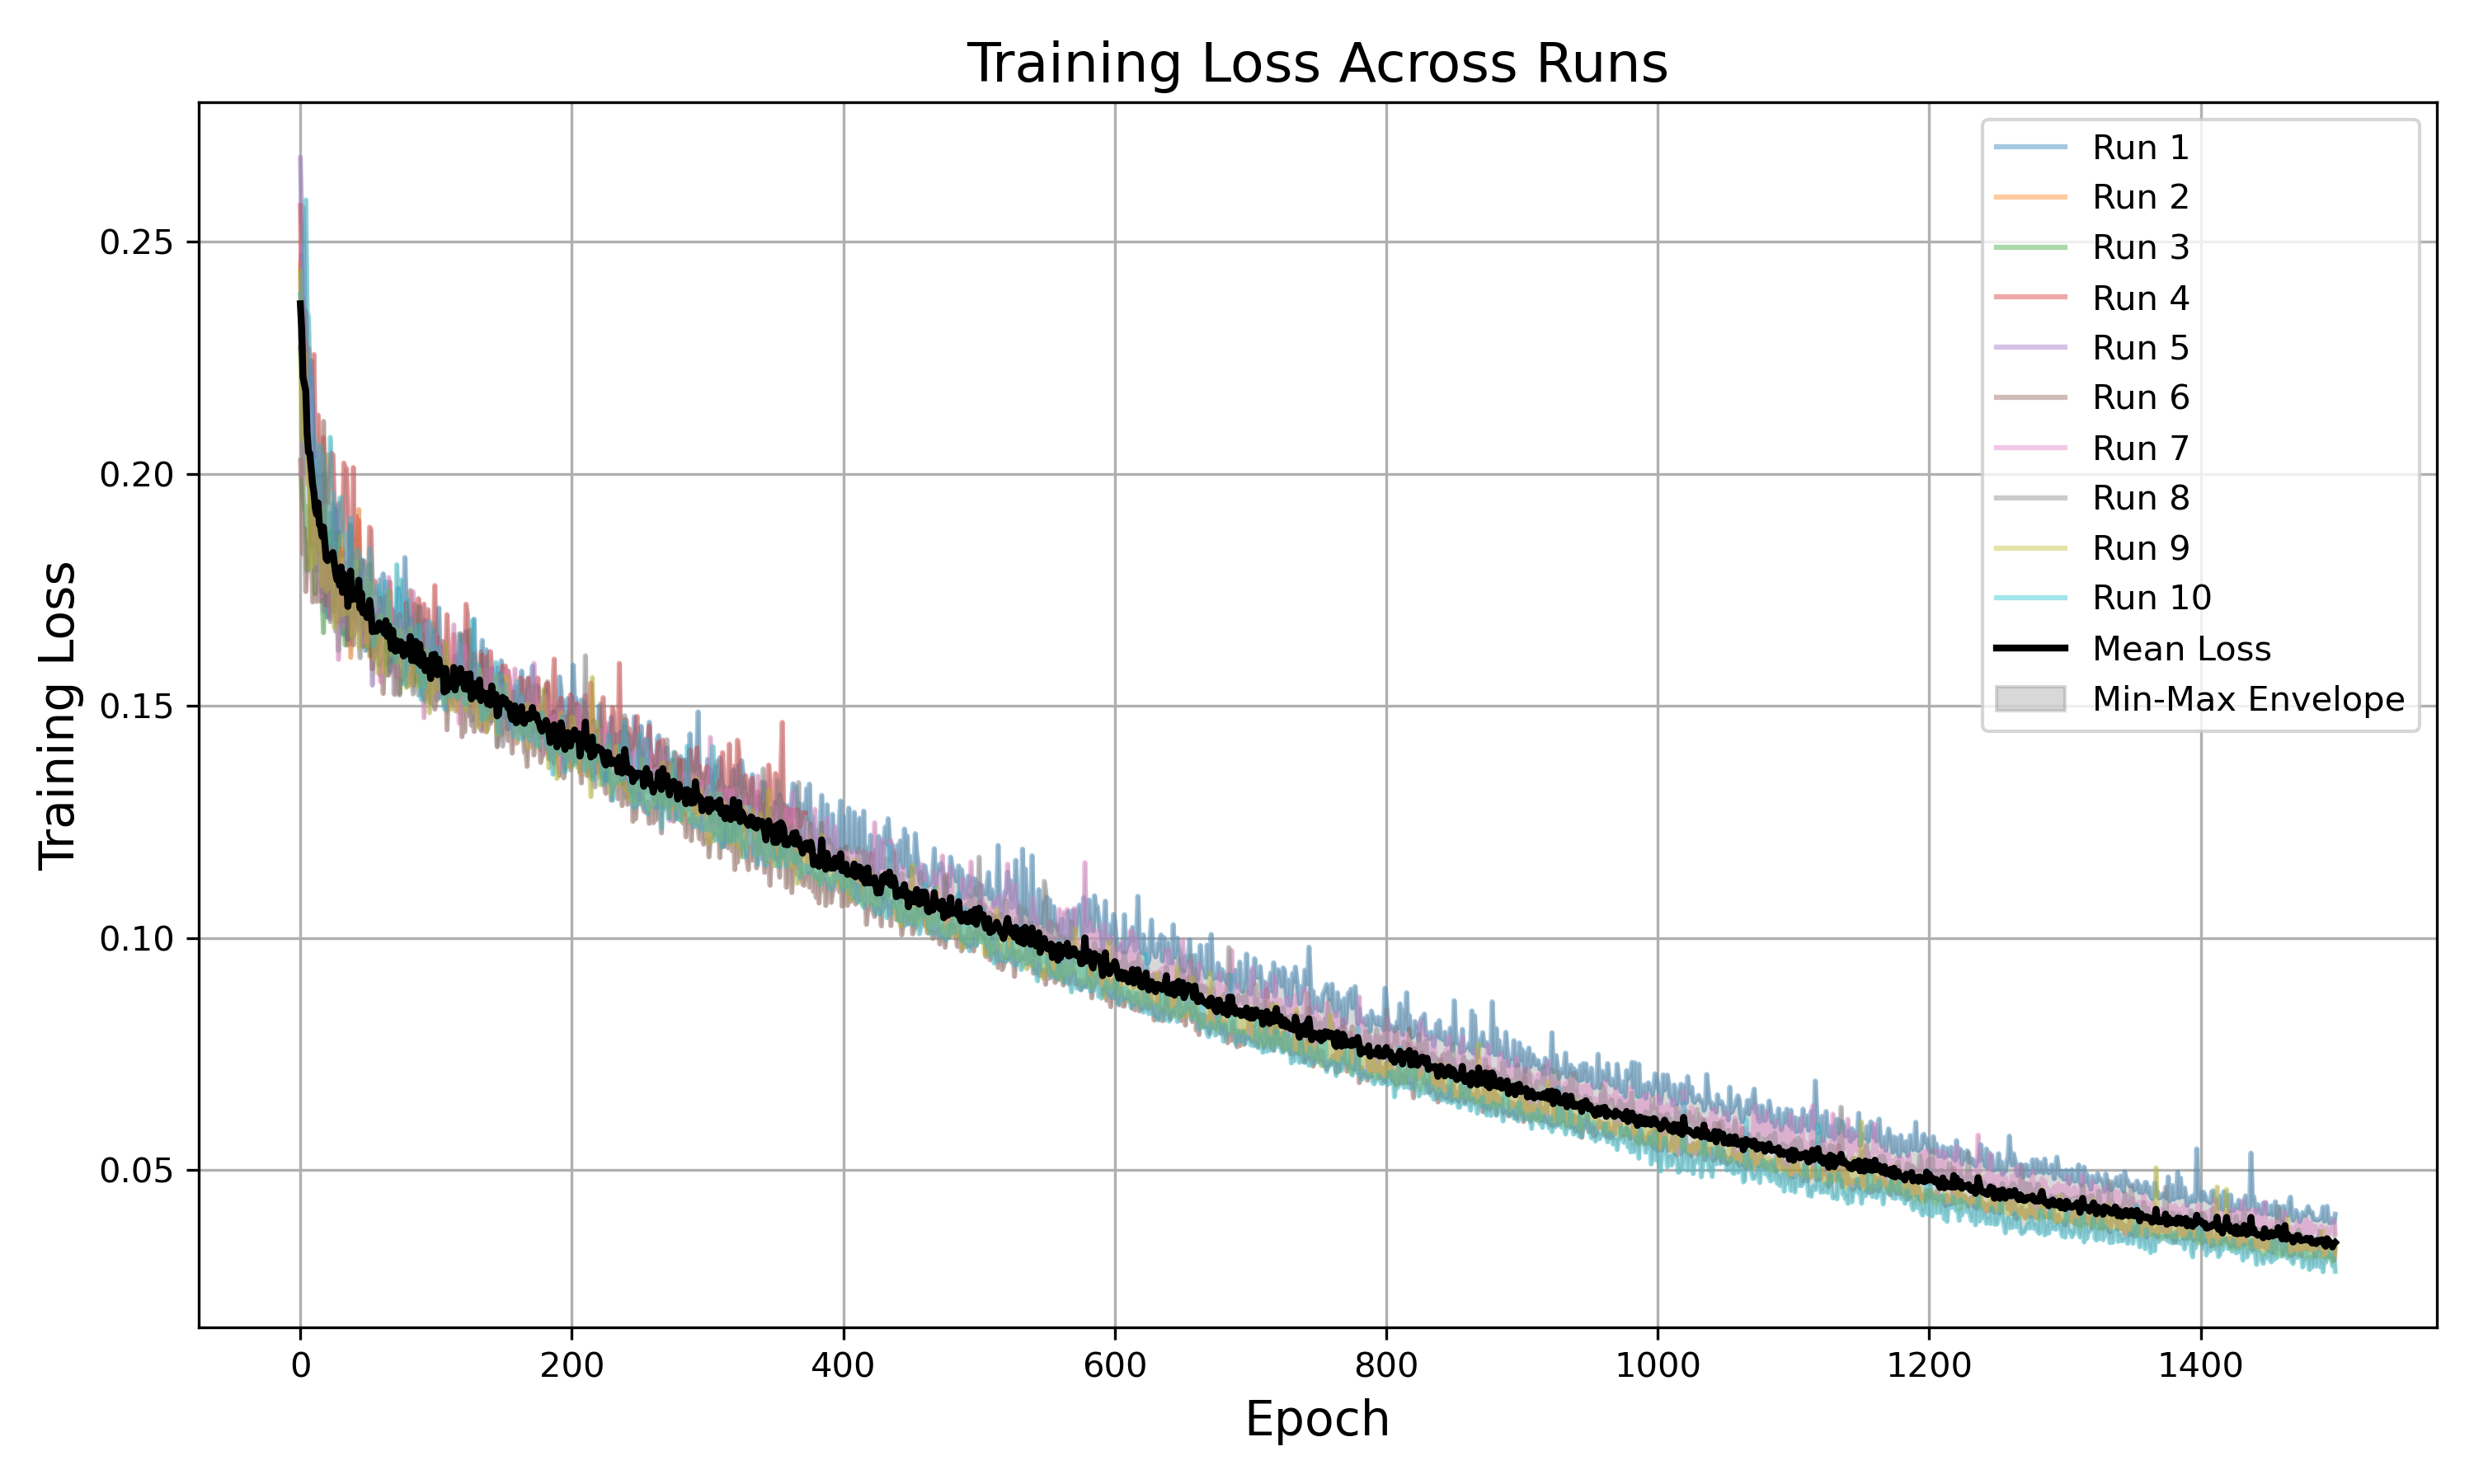 Training Loss Across Runs
Training Loss
0.25
0.20
0.15
0.10
0.05
0
200
400
600
800
1000
1200
1400
Epoch
Run 1
Run 2
Run 3
Run 4
Run 5
Run 6
Run 7
Run 8
Run 9
Run 10
Mean Loss
Min-Max Envelope